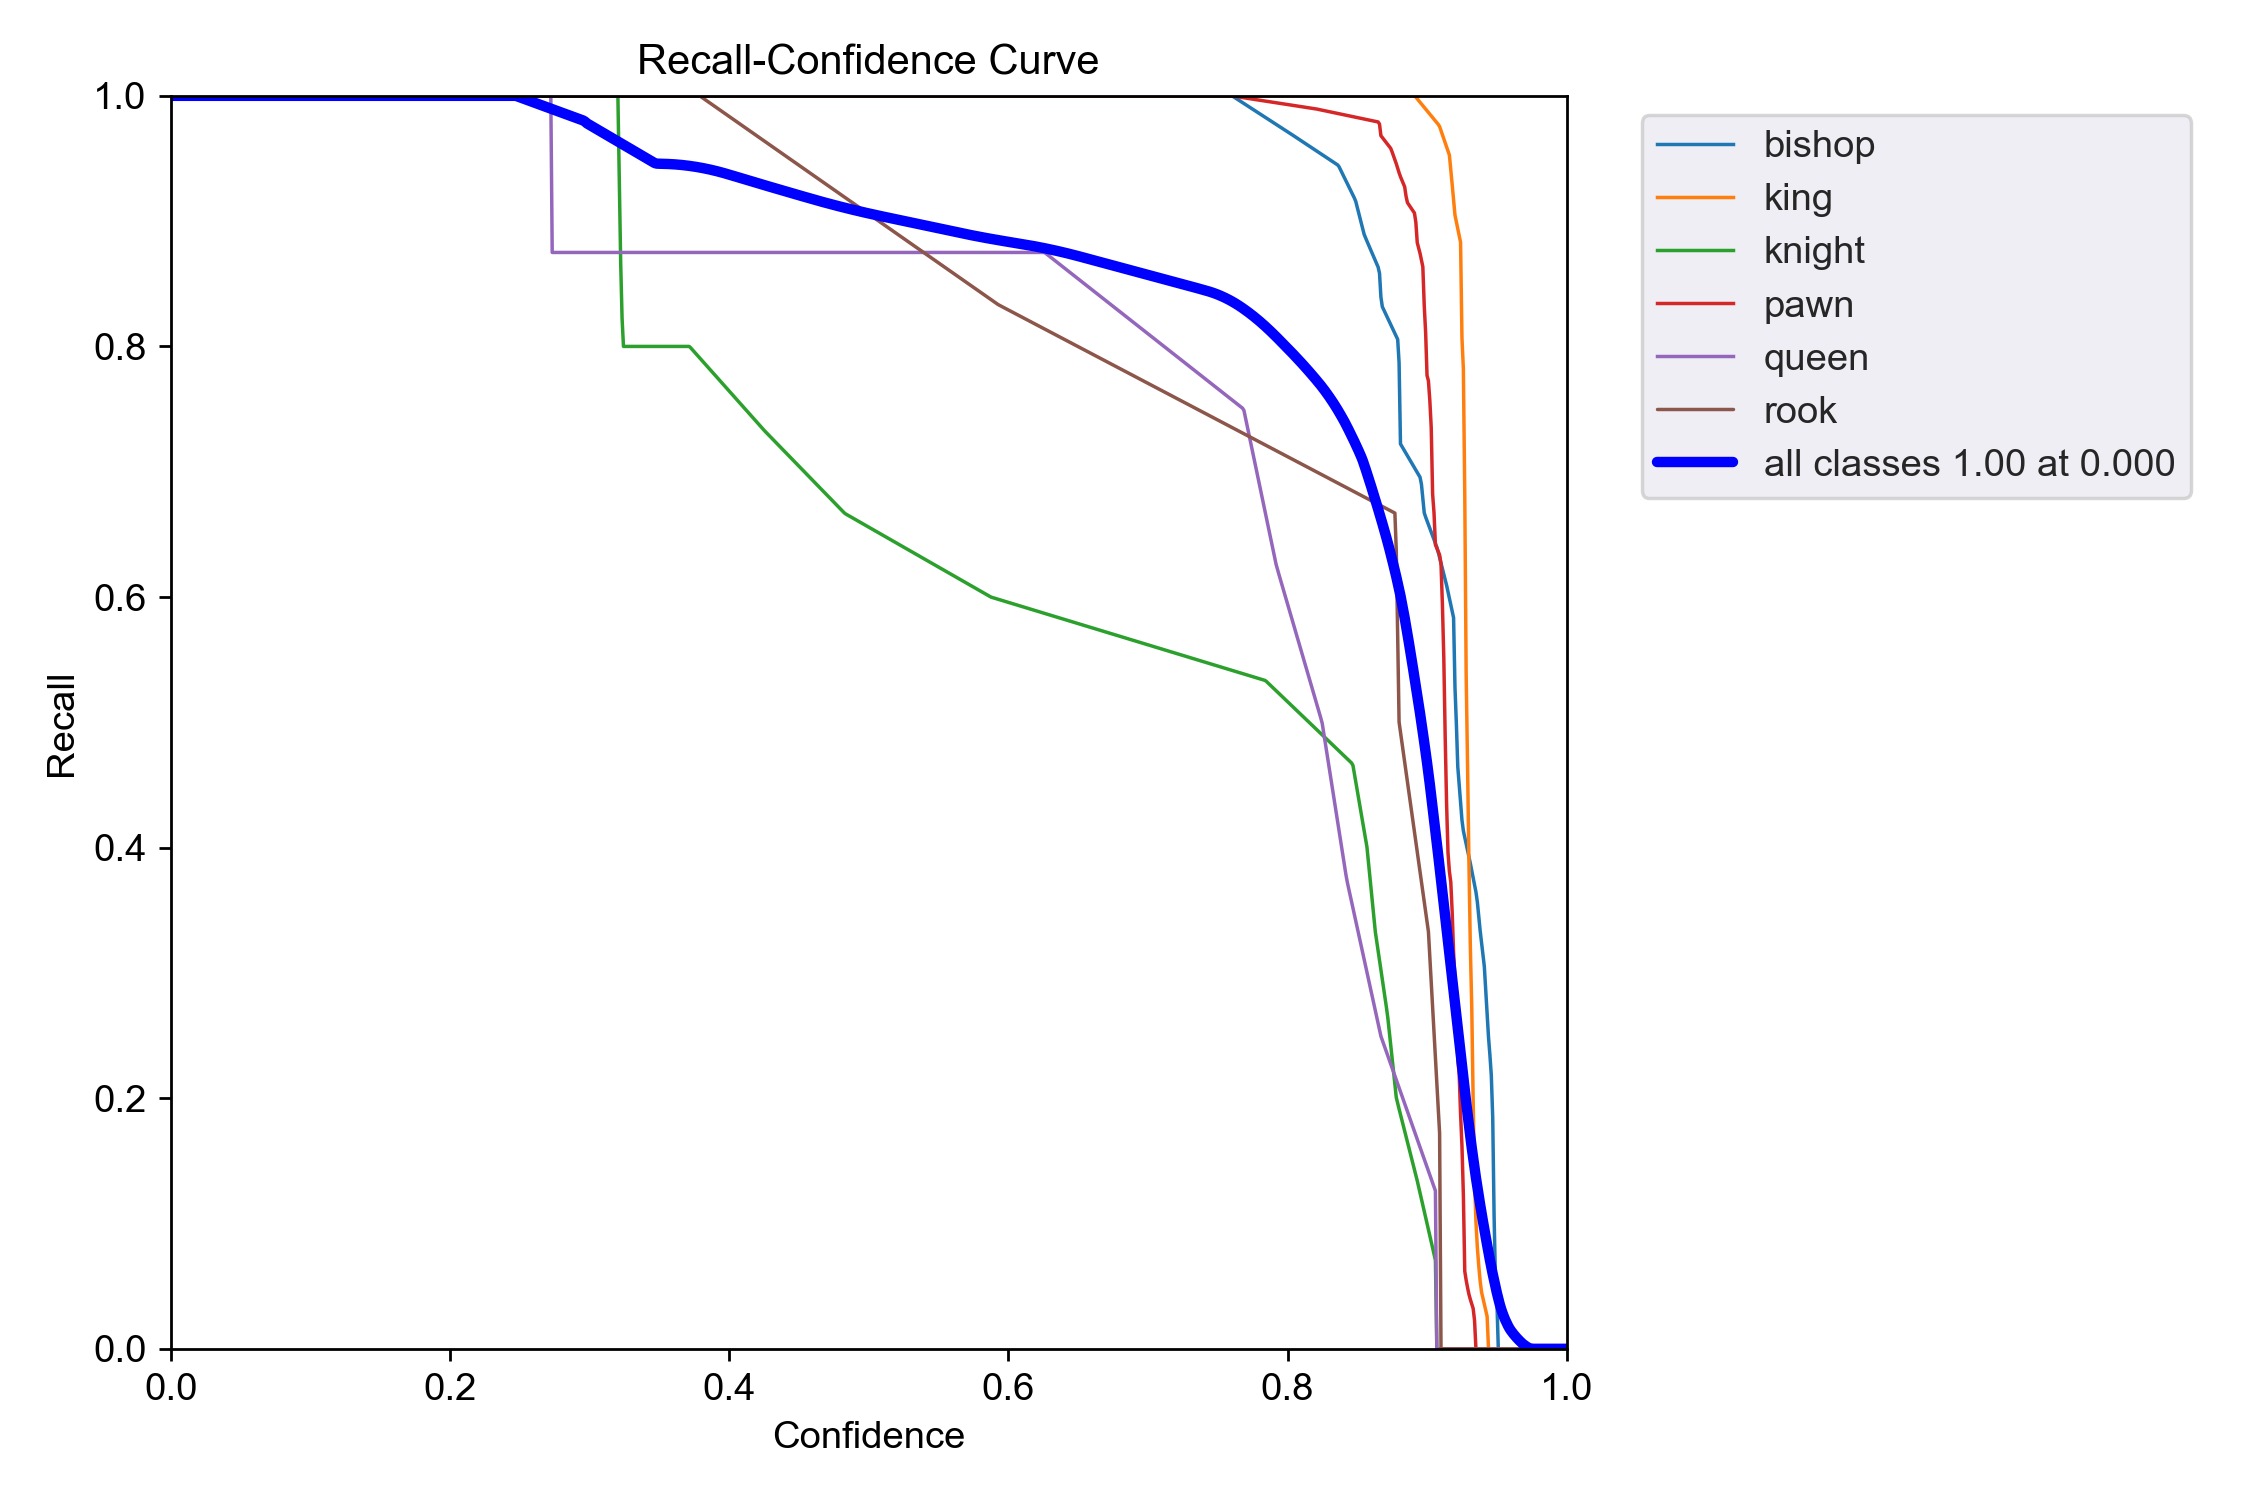 Recall-Confidence Curve
1.0
0.8
0.6
0.4
0.2
0.0
Recall
0.0 0.2 0.4 0.6 0.8 1.0
Confidence
bishop
king
knight
pawn
queen
rook
all classes 1.00 at 0.000